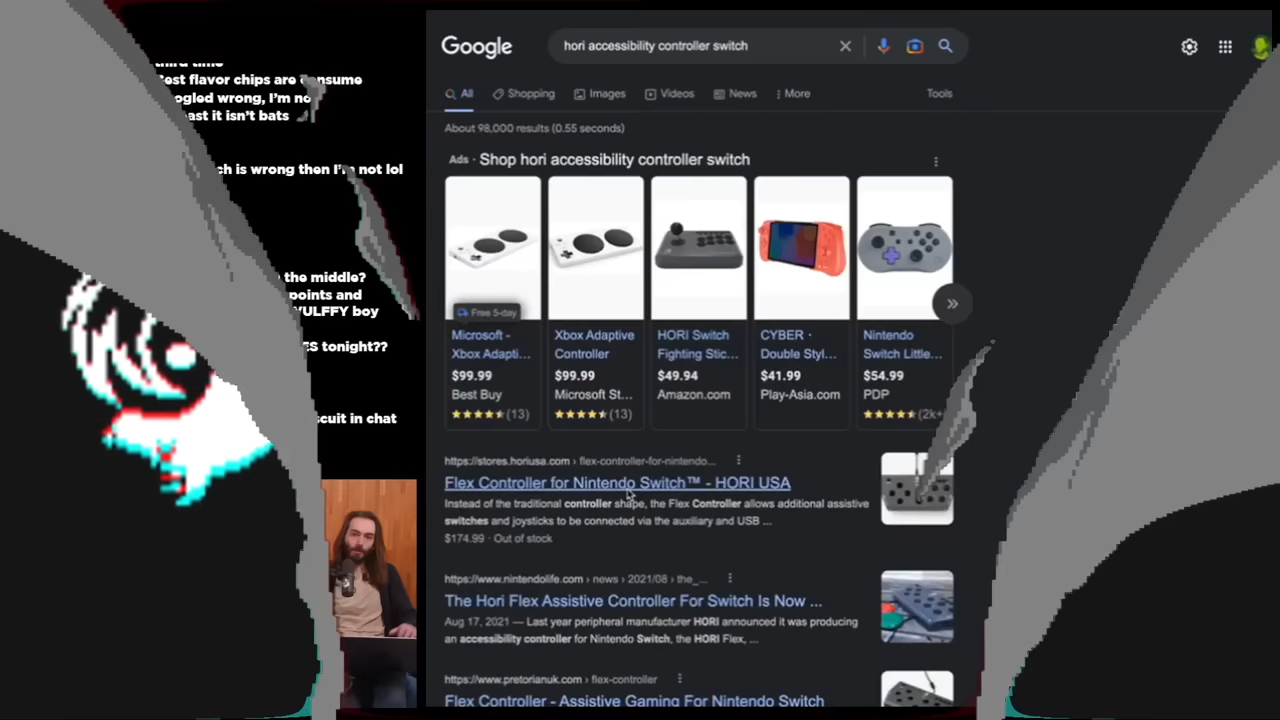 third time
est flavor chips are consume
ogled wrong, I'm no
ast it isn't bats
ch is wrong then I'm not lol
the middle?
points and
WULFFY boy
ES tonight??
scuit in chat
Google
hori accessibility controller switch
All
Shopping
Images
Videos
News
More
Tools
About 98,000 results (0.55 seconds)
Ads · Shop hori accessibility controller switch
Free 5-day
Microsoft -
Xbox Adapti...
$99.99
Best Buy
(13)
Xbox Adaptive
Controller
$99.99
Microsoft St...
(13)
HORI Switch
Fighting Stic...
$49.94
Amazon.com
CYBER ·
Double Styl...
$41.99
Play-Asia.com
Nintendo
Switch Little...
$54.99
PDP
(2k+
https://stores.horiusa.com › flex-controller-for-nintendo...
Flex Controller for Nintendo Switch™ - HORI USA
Instead of the traditional controller shape, the Flex Controller allows additional assistive
switches and joysticks to be connected via the auxiliary and USB ...
$174.99 · Out of stock
https://www.nintendolife.com › news › 2021/08 › the_...
The Hori Flex Assistive Controller For Switch Is Now ...
Aug 17, 2021 — Last year peripheral manufacturer HORI announced it was producing
an accessibility controller for Nintendo Switch, the HORI Flex, ...
https://www.pretorianuk.com › flex-controller
Flex Controller - Assistive Gaming For Nintendo Switch